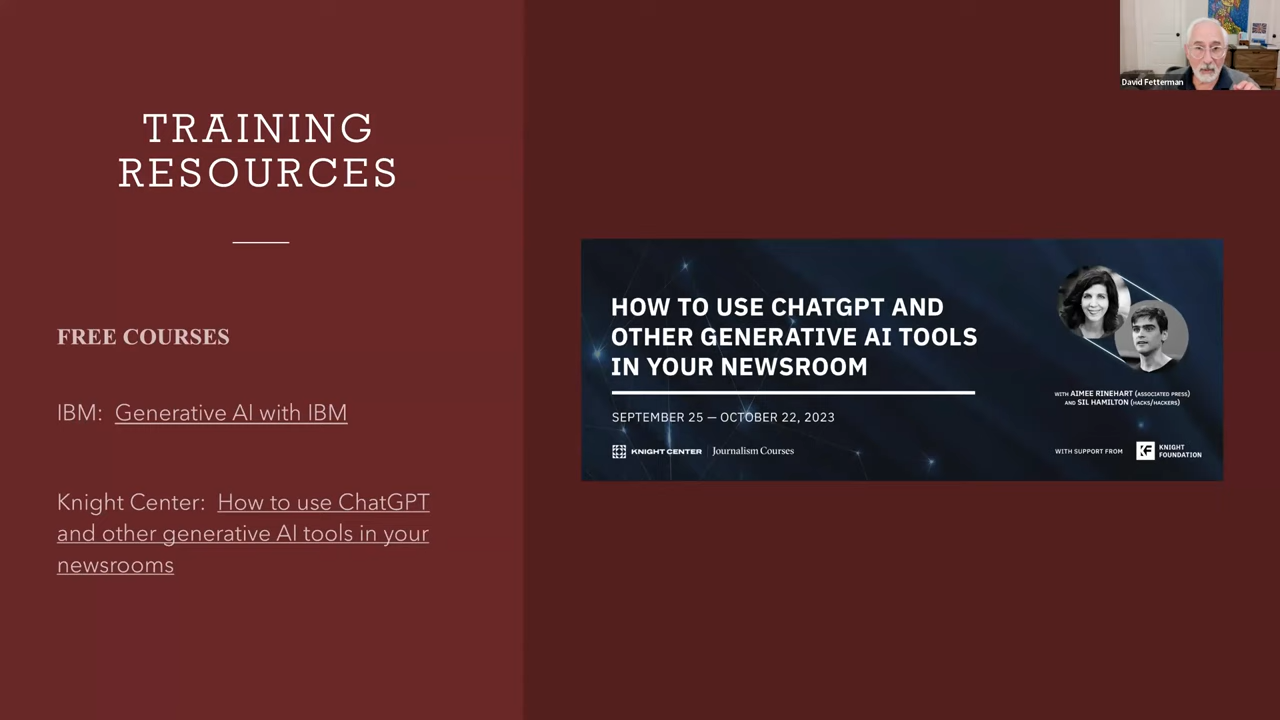 TRAINING
RESOURCES
FREE COURSES
IBM: Generative AI with IBM
Knight Center: How to use ChatGPT
and other generative AI tools in your
newsrooms
HOW TO USE CHATGPT AND
OTHER GENERATIVE AI TOOLS
IN YOUR NEWSROOM
SEPTEMBER 25 — OCTOBER 22, 2023
KNIGHT CENTER | Journalism Courses
WITH AIMEE RINEHART (ASSOCIATED PRESS)
AND SIL HAMILTON (HACKS/HACKERS)
WITH SUPPORT FROM
KF
KNIGHT
FOUNDATION
David Fetterman